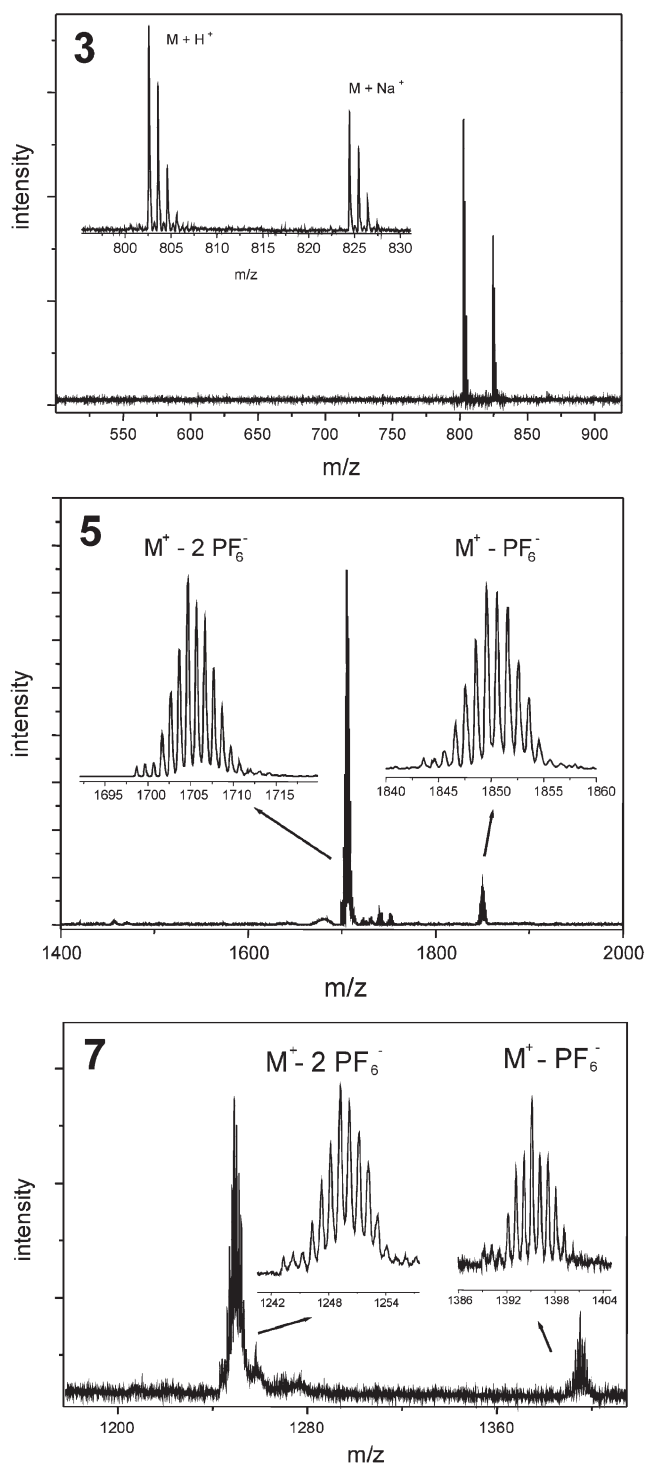 3
M + H⁺
M + Na⁺
intensity
800 805 810 815 820 825 830
m/z
550 600 650 700 750 800 850 900
m/z
5
M⁺ - 2 PF₆⁻
M⁺ - PF₆⁻
intensity
1695 1700 1705 1710 1715
1840 1845 1850 1855 1860
1400 1600 1800 2000
m/z
7
M⁺- 2 PF₆⁻
M⁺ - PF₆⁻
intensity
1242 1248 1254
1386 1392 1398 1404
1200 1280 1360
m/z